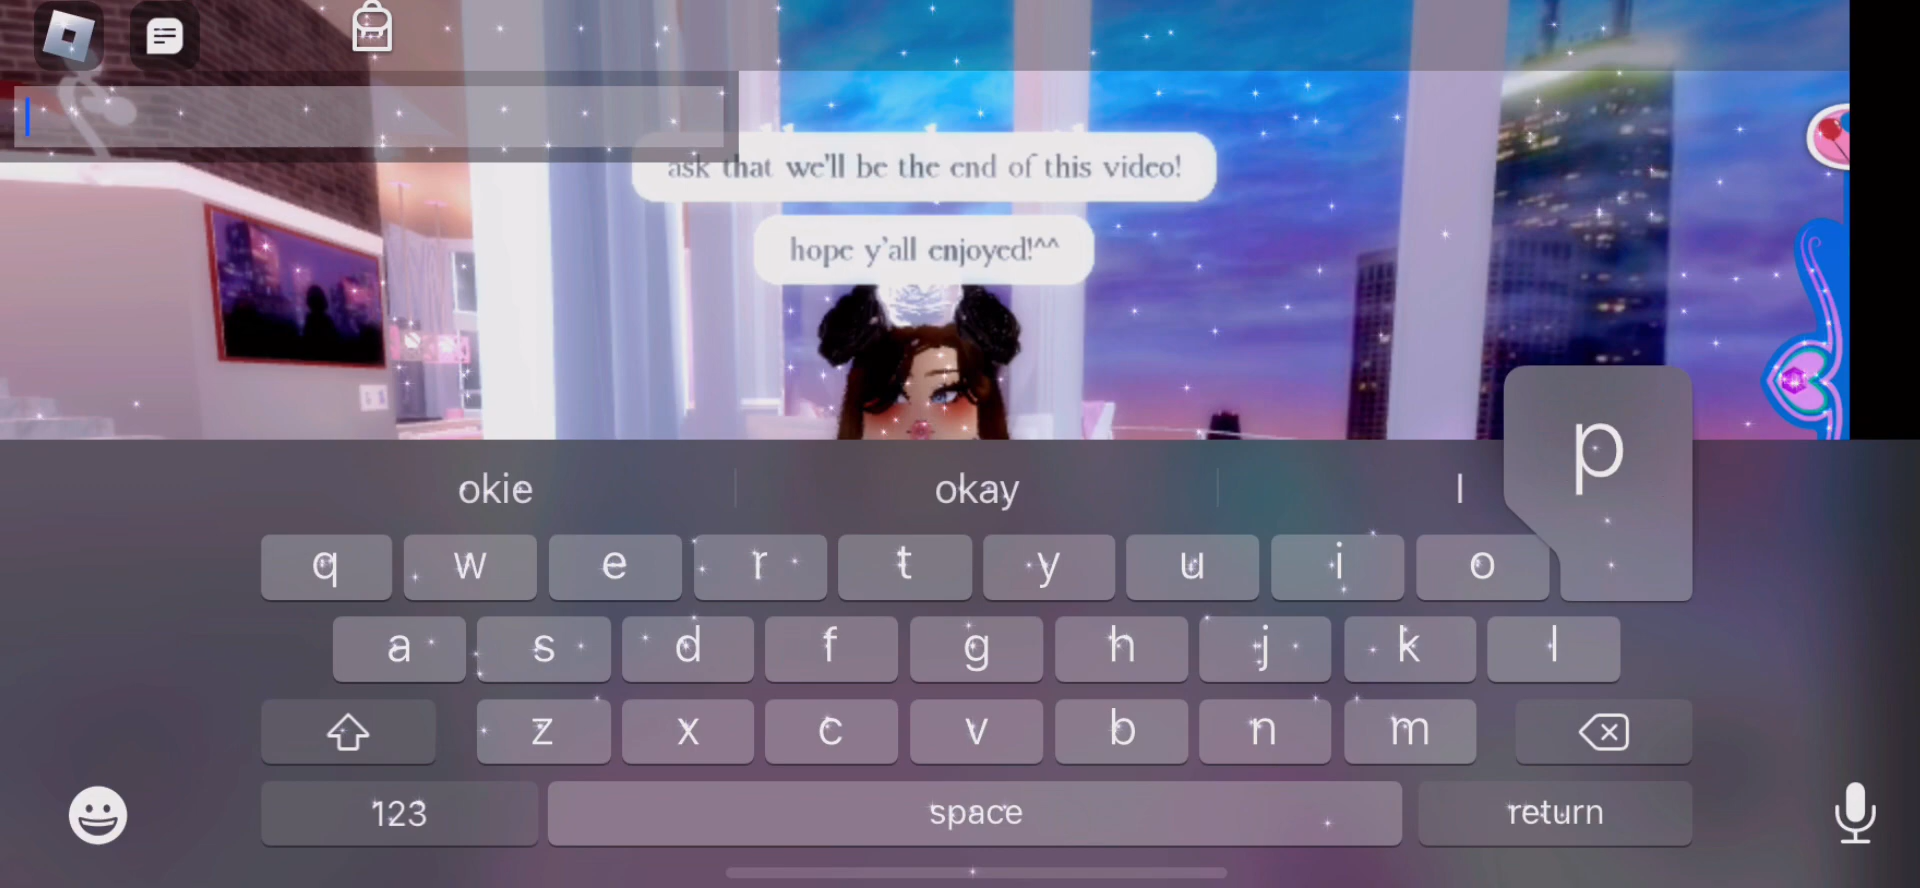 ask that we'll be the end of this video!
hope y'all enjoyed!^^
okie okay I
p
q w e r t y u i o
a s d f g h j k l
z x c v b n m
123 space return